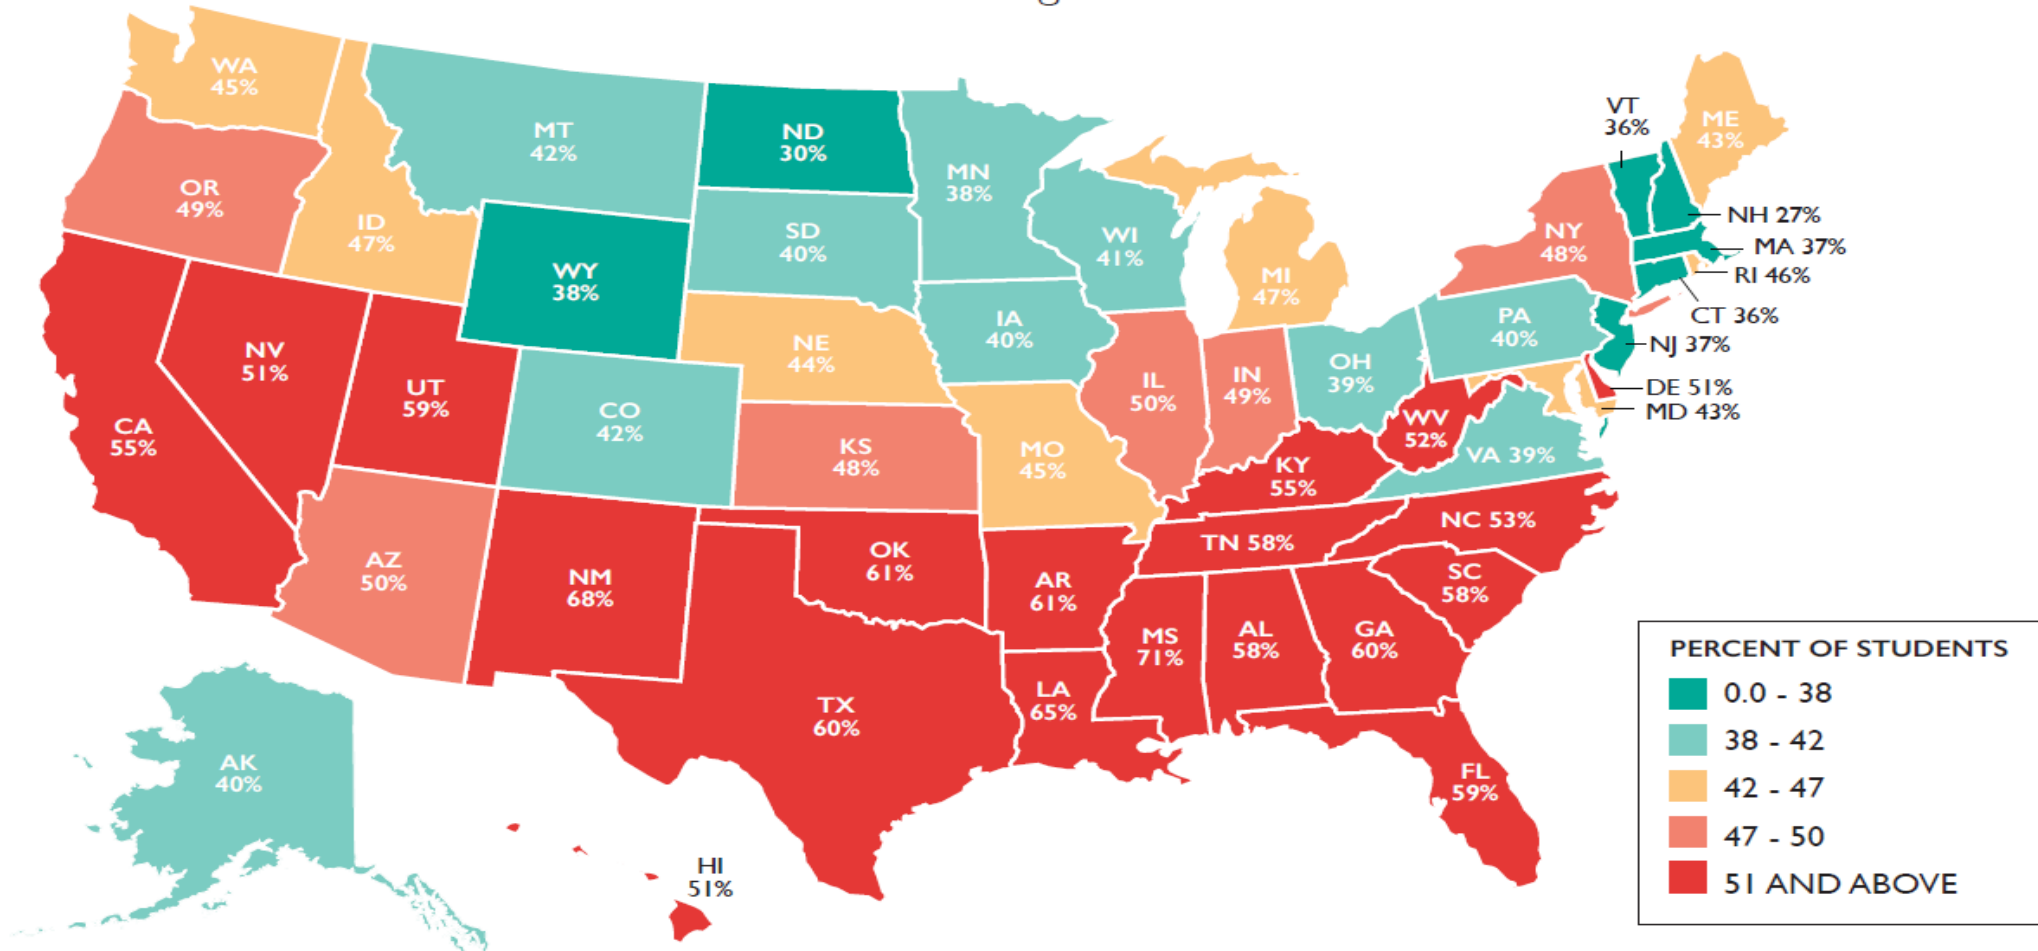 WA
45%
OR
49%
ID
47%
MT
42%
ND
30%
MN
38%
SD
40%
WY
38%
WI
41%
MI
47%
NY
48%
VT
36%
ME
43%
NH 27%
MA 37%
RI 46%
CT 36%
NJ 37%
DE 51%
MD 43%
PA
40%
OH
39%
IN
49%
IL
50%
IA
40%
NE
44%
NV
51%
UT
59%
CA
55%
CO
42%
KS
48%
MO
45%
KY
55%
WV
52%
VA 39%
NC 53%
TN 58%
SC
58%
AZ
50%
NM
68%
OK
61%
AR
61%
MS
71%
AL
58%
GA
60%
LA
65%
TX
60%
FL
59%
AK
40%
HI
51%
PERCENT OF STUDENTS
0.0 - 38
38 - 42
42 - 47
47 - 50
51 AND ABOVE